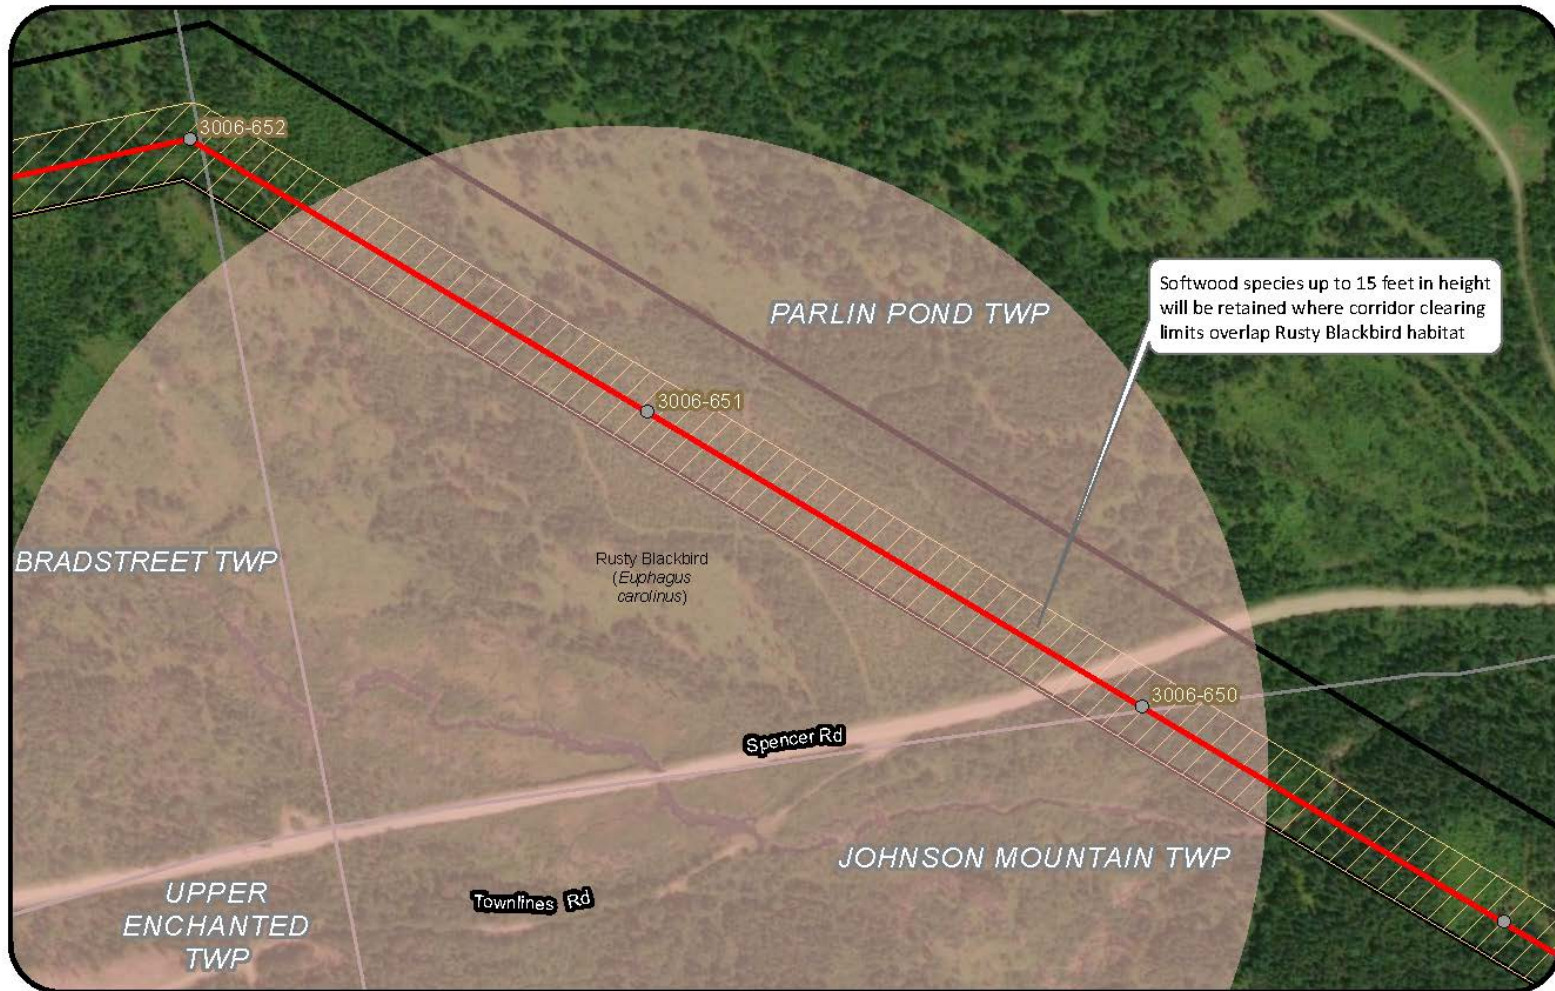 3006-652
Softwood species up to 15 feet in height
will be retained where corridor clearing
limits overlap Rusty Blackbird habitat
PARLIN POND TWP
3006-651
BRADSTREET TWP
Rusty Blackbird
(Euphagus
carolinus)
3006-650
Spencer Rd
JOHNSON MOUNTAIN TWP
UPPER
ENCHANTED
TWP
Townlines Rd